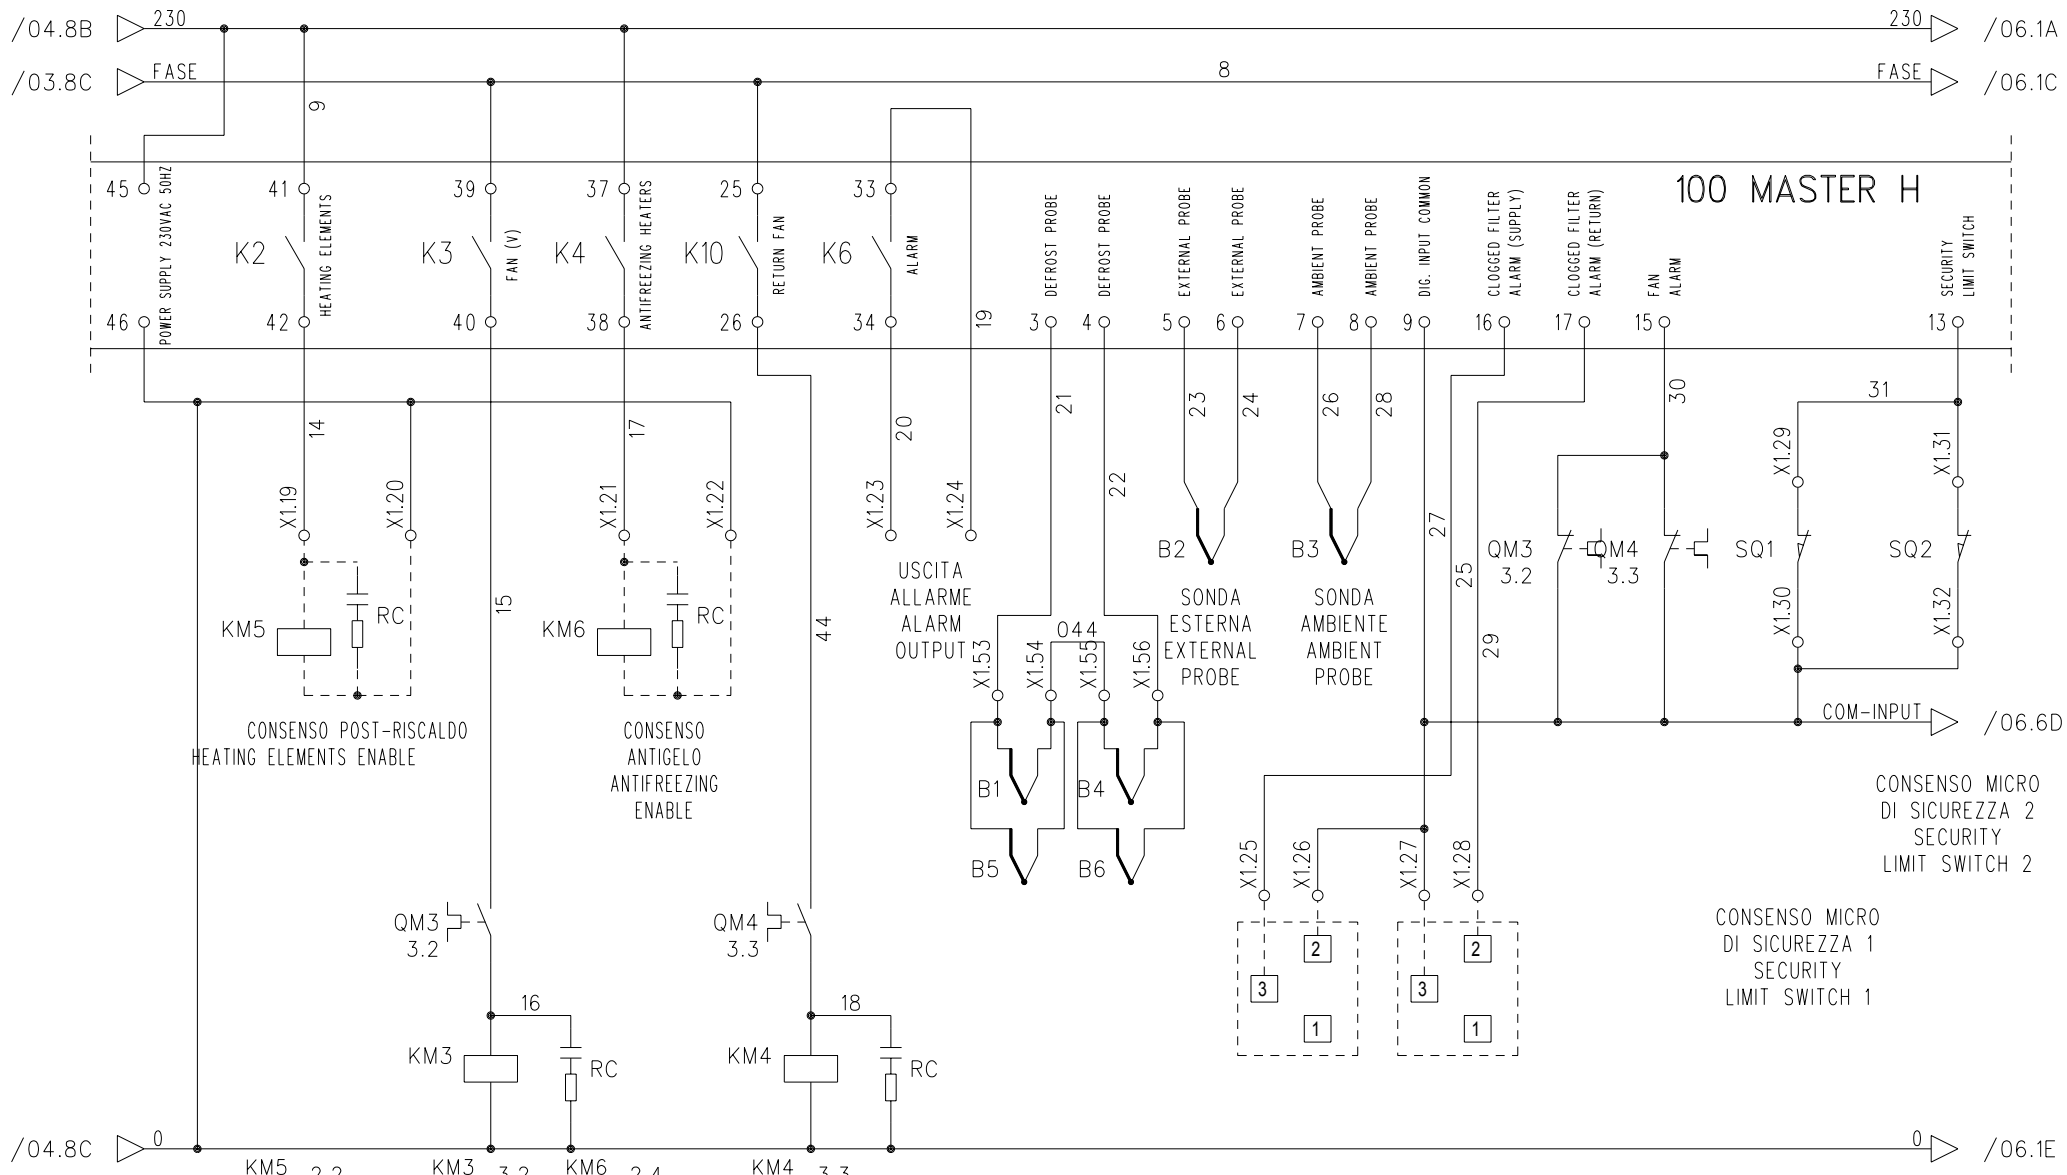 /04.8B
230
230
/06.1A
/03.8C
FASE
8
FASE
/06.1C
9
100 MASTER H
45
POWER SUPPLY 230VAC 50HZ
46
41
K2
HEATING ELEMENTS
42
39
K3
FAN (V)
40
37
K4
ANTIFREEZING HEATERS
38
25
K10
RETURN FAN
26
33
K6
ALARM
34
19
DEFROST PROBE
3
DEFROST PROBE
4
EXTERNAL PROBE
5
EXTERNAL PROBE
6
AMBIENT PROBE
7
AMBIENT PROBE
8
DIG. INPUT COMMON
9
CLOGGED FILTER
ALARM (SUPPLY)
16
CLOGGED FILTER
ALARM (RETURN)
17
FAN
ALARM
15
SECURITY
LIMIT SWITCH
13
14
17
20
21
22
23
24
26
28
30
31
X1.19
X1.20
X1.21
X1.22
X1.23
X1.24
X1.29
X1.31
KM5
RC
KM6
RC
15
44
USCITA
ALLARME
ALARM
OUTPUT
B2
SONDA
ESTERNA
EXTERNAL
PROBE
B3
SONDA
AMBIENTE
AMBIENT
PROBE
27
25
29
QM3
3.2
QM4
3.3
SQ1
SQ2
X1.30
X1.32
044
X1.53
X1.54
X1.55
X1.56
CONSENSO POST-RISCALDO
HEATING ELEMENTS ENABLE
CONSENSO
ANTIGELO
ANTIFREEZING
ENABLE
B1
B4
B5
B6
COM-INPUT
/06.6D
CONSENSO MICRO
DI SICUREZZA 2
SECURITY
LIMIT SWITCH 2
X1.25
X1.26
X1.27
X1.28
QM3
3.2
QM4
3.3
2
3
1
2
3
1
CONSENSO MICRO
DI SICUREZZA 1
SECURITY
LIMIT SWITCH 1
16
18
KM3
RC
KM4
RC
/04.8C
0
0
/06.1E
KM5
KM3
KM6
KM4